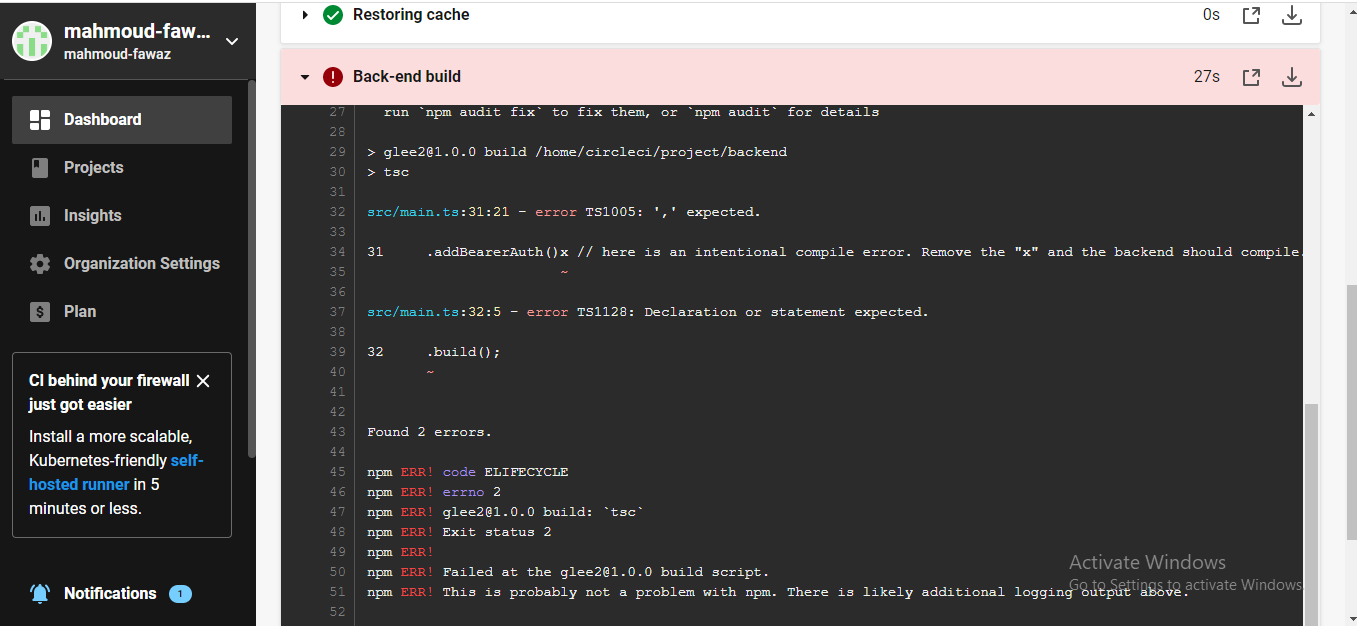 mahmoud-faw...
mahmoud-fawaz
Dashboard
Projects
Insights
Organization Settings
$ Plan
CI behind your firewall
just got easier
Install a more scalable,
Kubernetes-friendly self-
hosted runner in 5
minutes or less.
Notifications 1
Restoring cache 0s
! Back-end build 27s
27 run `npm audit fix` to fix them, or `npm audit` for details
28
29 > glee2@1.0.0 build /home/circleci/project/backend
30 > tsc
31
32 src/main.ts:31:21 - error TS1005: ',' expected.
33
34 31 .addBearerAuth()x // here is an intentional compile error. Remove the "x" and the backend should compile.
35 ~
36
37 src/main.ts:32:5 - error TS1128: Declaration or statement expected.
38
39 32 .build();
40 ~
41
42
43 Found 2 errors.
44
45 npm ERR! code ELIFECYCLE
46 npm ERR! errno 2
47 npm ERR! glee2@1.0.0 build: `tsc`
48 npm ERR! Exit status 2
49 npm ERR!
50 npm ERR! Failed at the glee2@1.0.0 build script.
51 npm ERR! This is probably not a problem with npm. There is likely additional logging output above.
52
Activate Windows
Go to Settings to activate Windows.